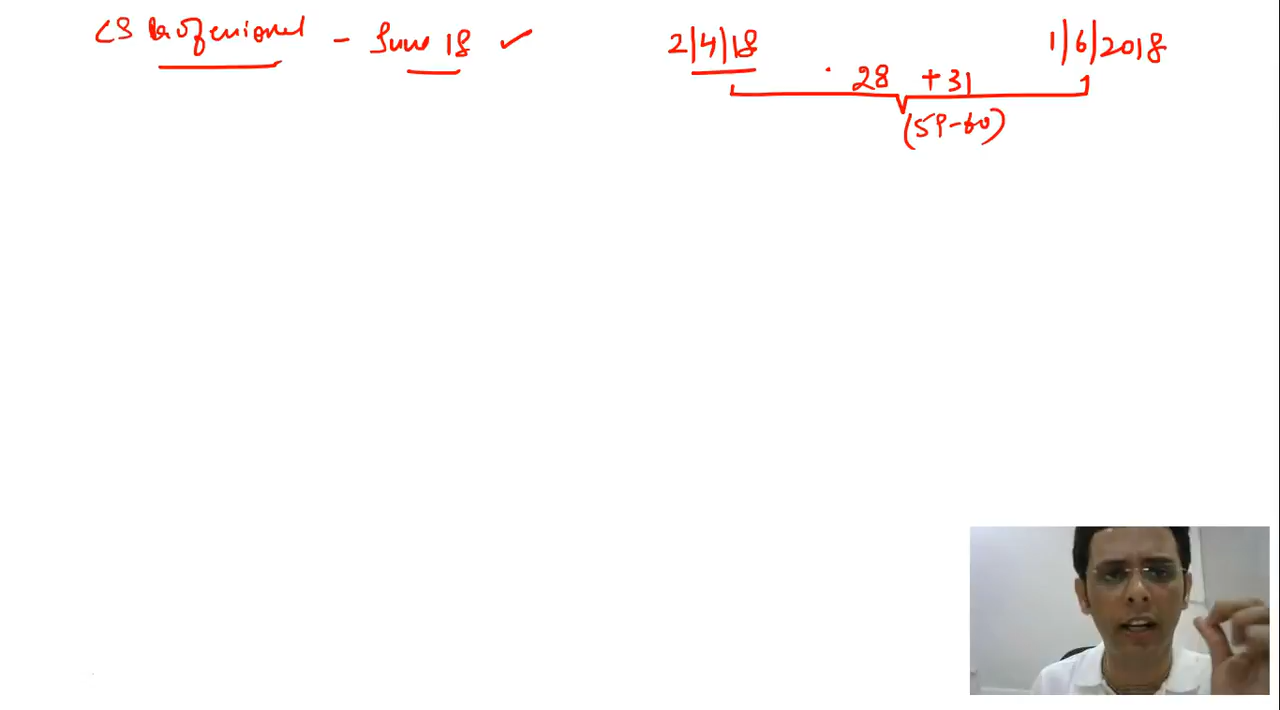 CS Professional - June 18 ✓
2/4/18 1/6/2018
28 + 31
(59-60)